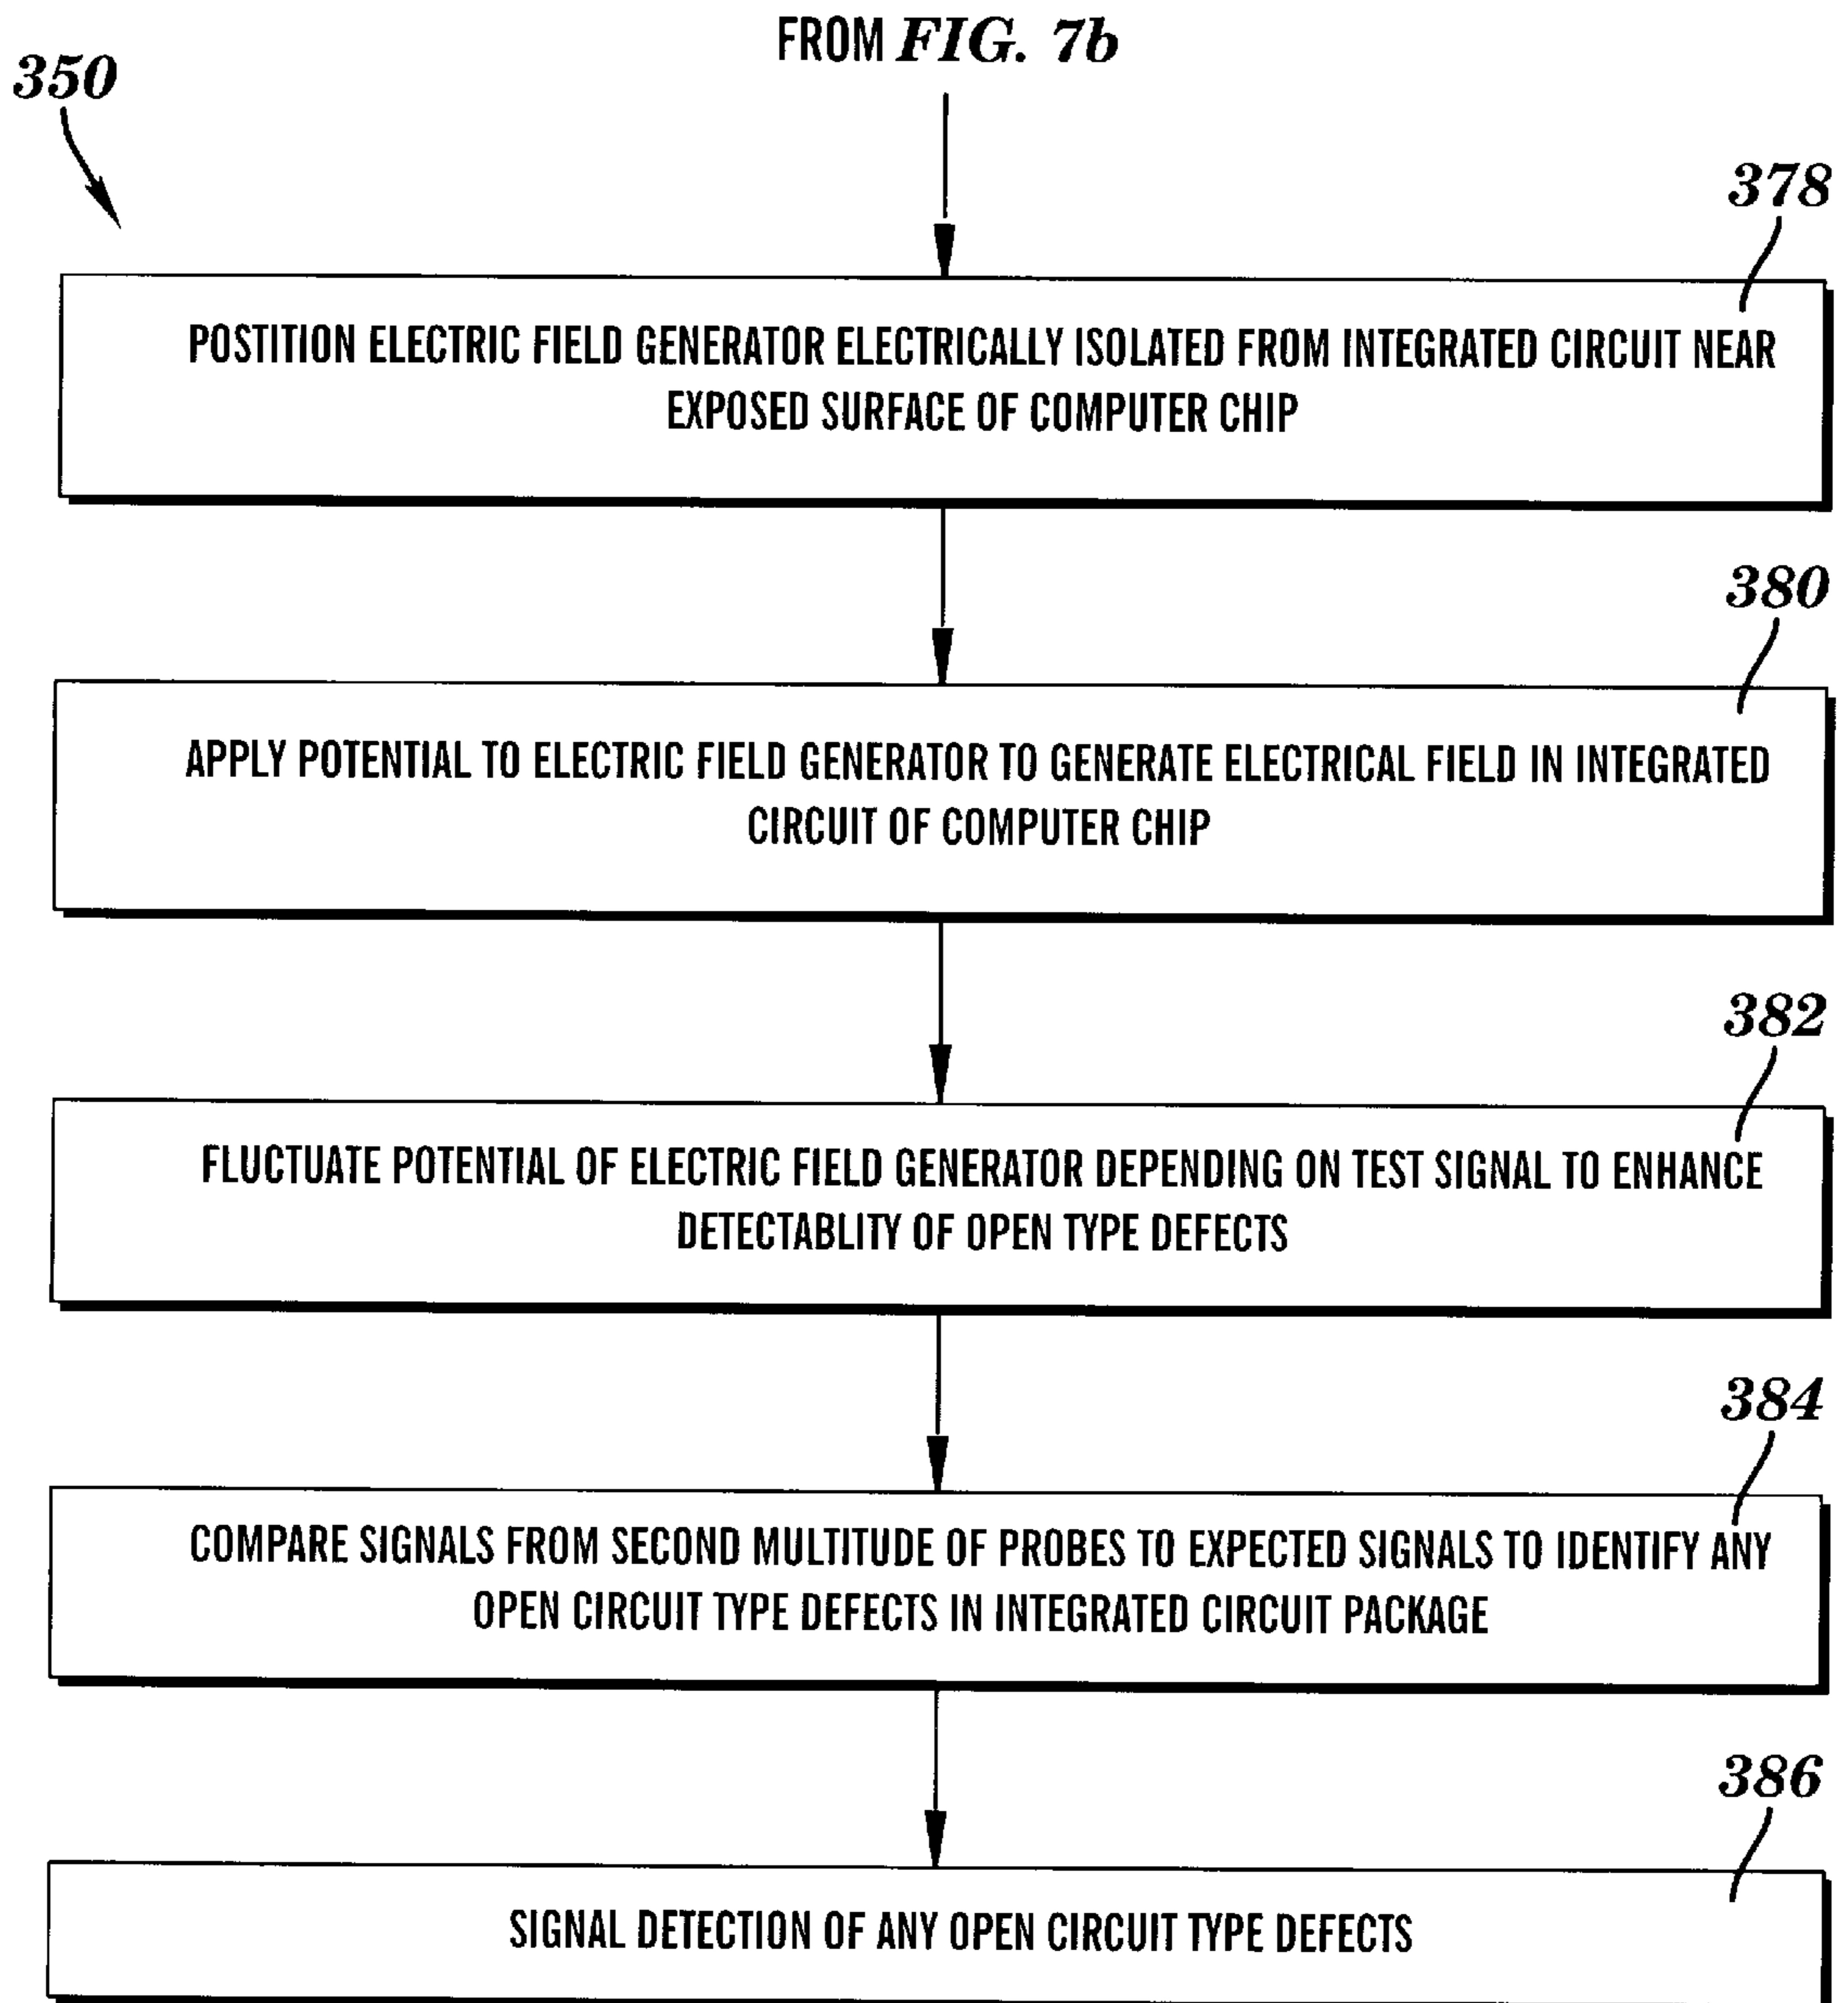 FROM FIG. 7b
350
378
POSTITION ELECTRIC FIELD GENERATOR ELECTRICALLY ISOLATED FROM INTEGRATED CIRCUIT NEAR
EXPOSED SURFACE OF COMPUTER CHIP
380
APPLY POTENTIAL TO ELECTRIC FIELD GENERATOR TO GENERATE ELECTRICAL FIELD IN INTEGRATED
CIRCUIT OF COMPUTER CHIP
382
FLUCTUATE POTENTIAL OF ELECTRIC FIELD GENERATOR DEPENDING ON TEST SIGNAL TO ENHANCE
DETECTABLITY OF OPEN TYPE DEFECTS
384
COMPARE SIGNALS FROM SECOND MULTITUDE OF PROBES TO EXPECTED SIGNALS TO IDENTIFY ANY
OPEN CIRCUIT TYPE DEFECTS IN INTEGRATED CIRCUIT PACKAGE
386
SIGNAL DETECTION OF ANY OPEN CIRCUIT TYPE DEFECTS